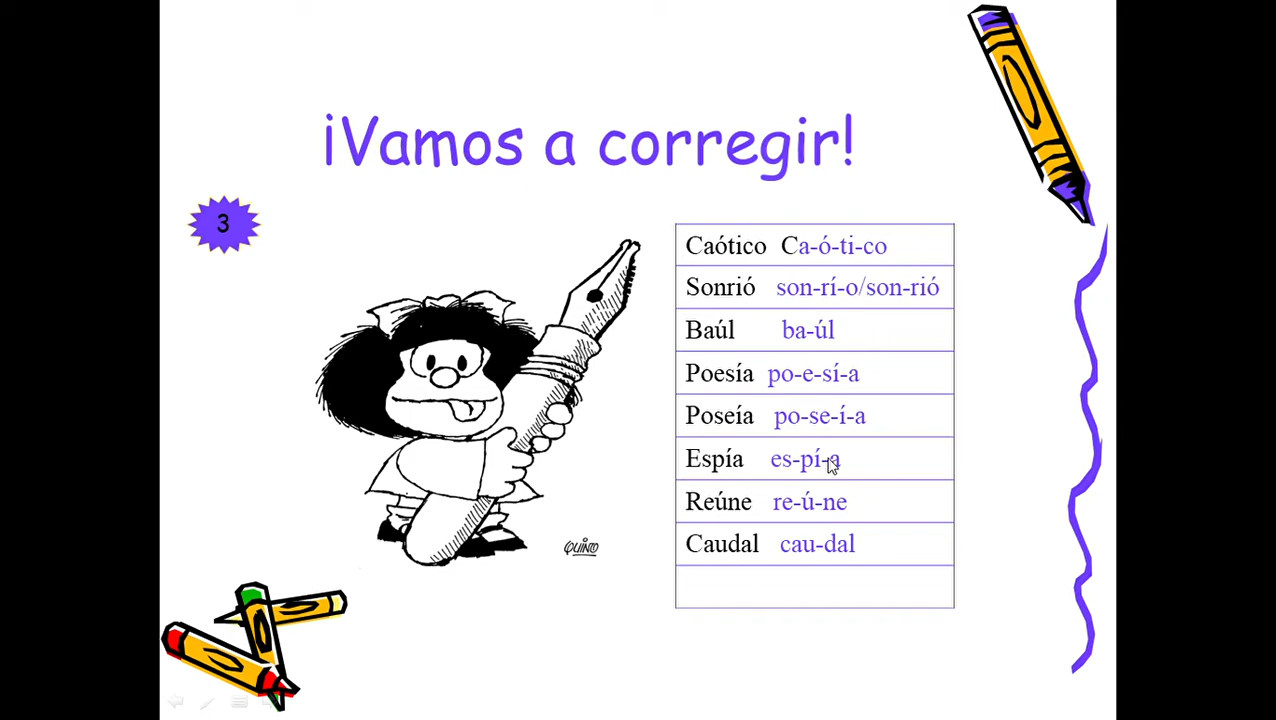 ¡Vamos a corregir!
3
Caótico Ca-ó-ti-co
Sonrió son-rí-o/son-rió
Baúl ba-úl
Poesía po-e-sí-a
Poseía po-se-í-a
Espía es-pí-a
Reúne re-ú-ne
Caudal cau-dal
QUINO